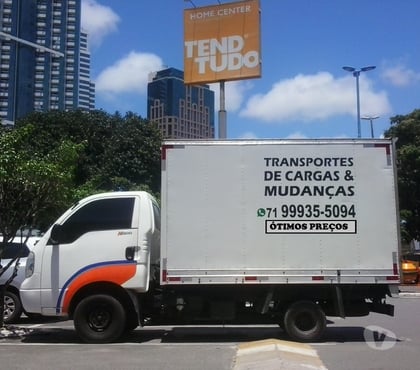 HOME CENTER
TEND
TUDO
TRANSPORTES
DE CARGAS &
MUDANÇAS
71 99935-5094
ÓTIMOS PREÇOS